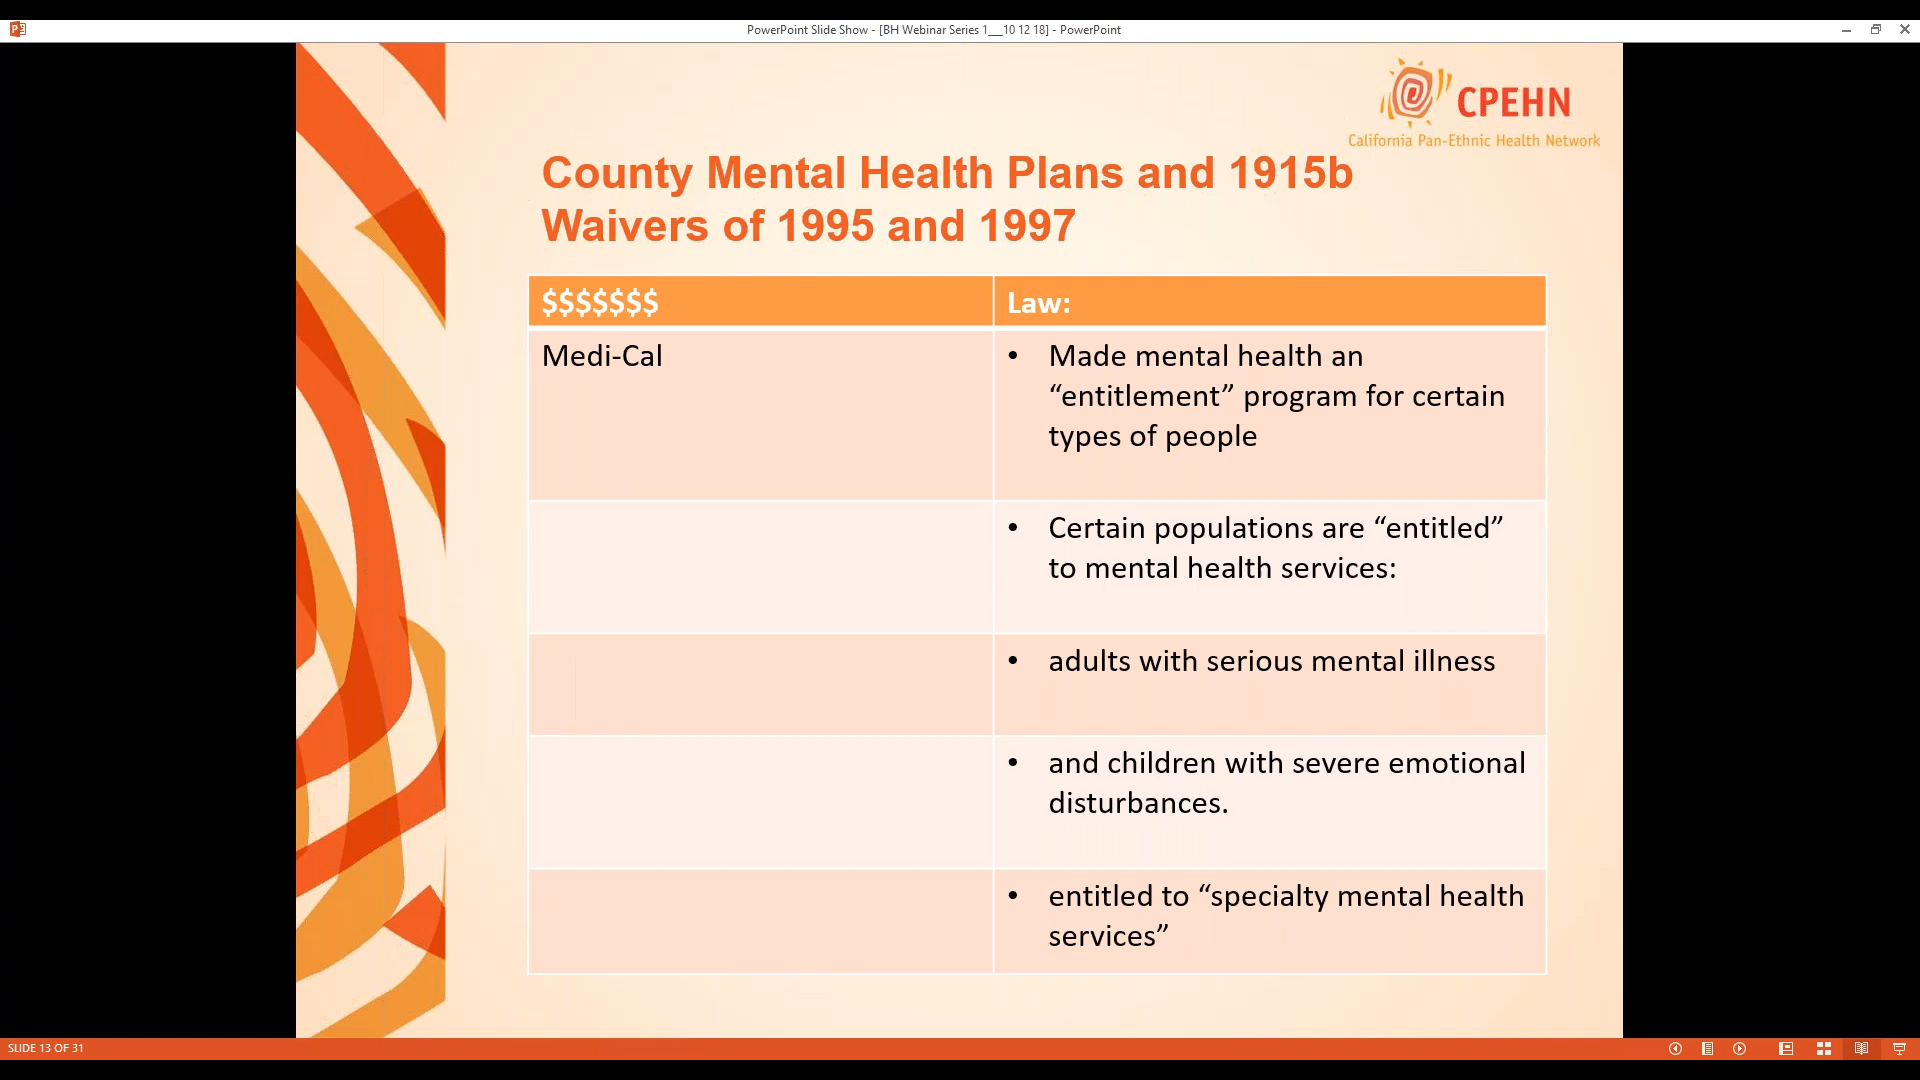 PowerPoint Slide Show - [BH Webinar Series 1__10 12 18] - PowerPoint
CPEHN
California Pan-Ethnic Health Network
County Mental Health Plans and 1915b
Waivers of 1995 and 1997
$$$$$$$
Law:
Medi-Cal
• Made mental health an
“entitlement” program for certain
types of people
• Certain populations are “entitled”
to mental health services:
• adults with serious mental illness
• and children with severe emotional
disturbances.
• entitled to “specialty mental health
services”
SLIDE 13 OF 31